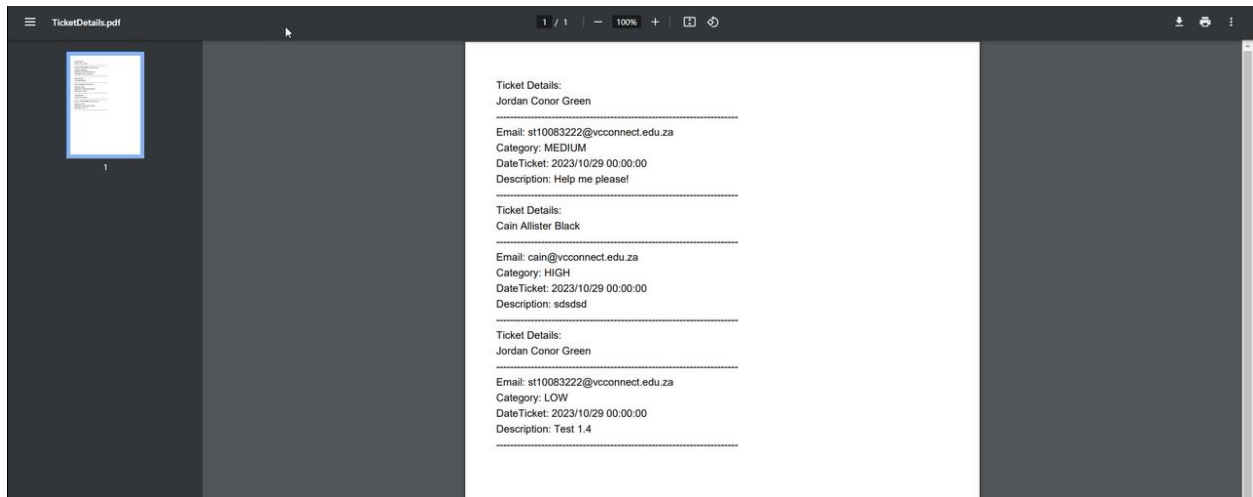 TicketDetails.pdf
1 / 1
100%
1
Ticket Details:
Jordan Conor Green
----------------------------------------------------------------------
Email: st10083222@vcconnect.edu.za
Category: MEDIUM
DateTicket: 2023/10/29 00:00:00
Description: Help me please!
----------------------------------------------------------------------
Ticket Details:
Cain Allister Black
----------------------------------------------------------------------
Email: cain@vcconnect.edu.za
Category: HIGH
DateTicket: 2023/10/29 00:00:00
Description: sdsdsd
----------------------------------------------------------------------
Ticket Details:
Jordan Conor Green
----------------------------------------------------------------------
Email: st10083222@vcconnect.edu.za
Category: LOW
DateTicket: 2023/10/29 00:00:00
Description: Test 1.4
----------------------------------------------------------------------